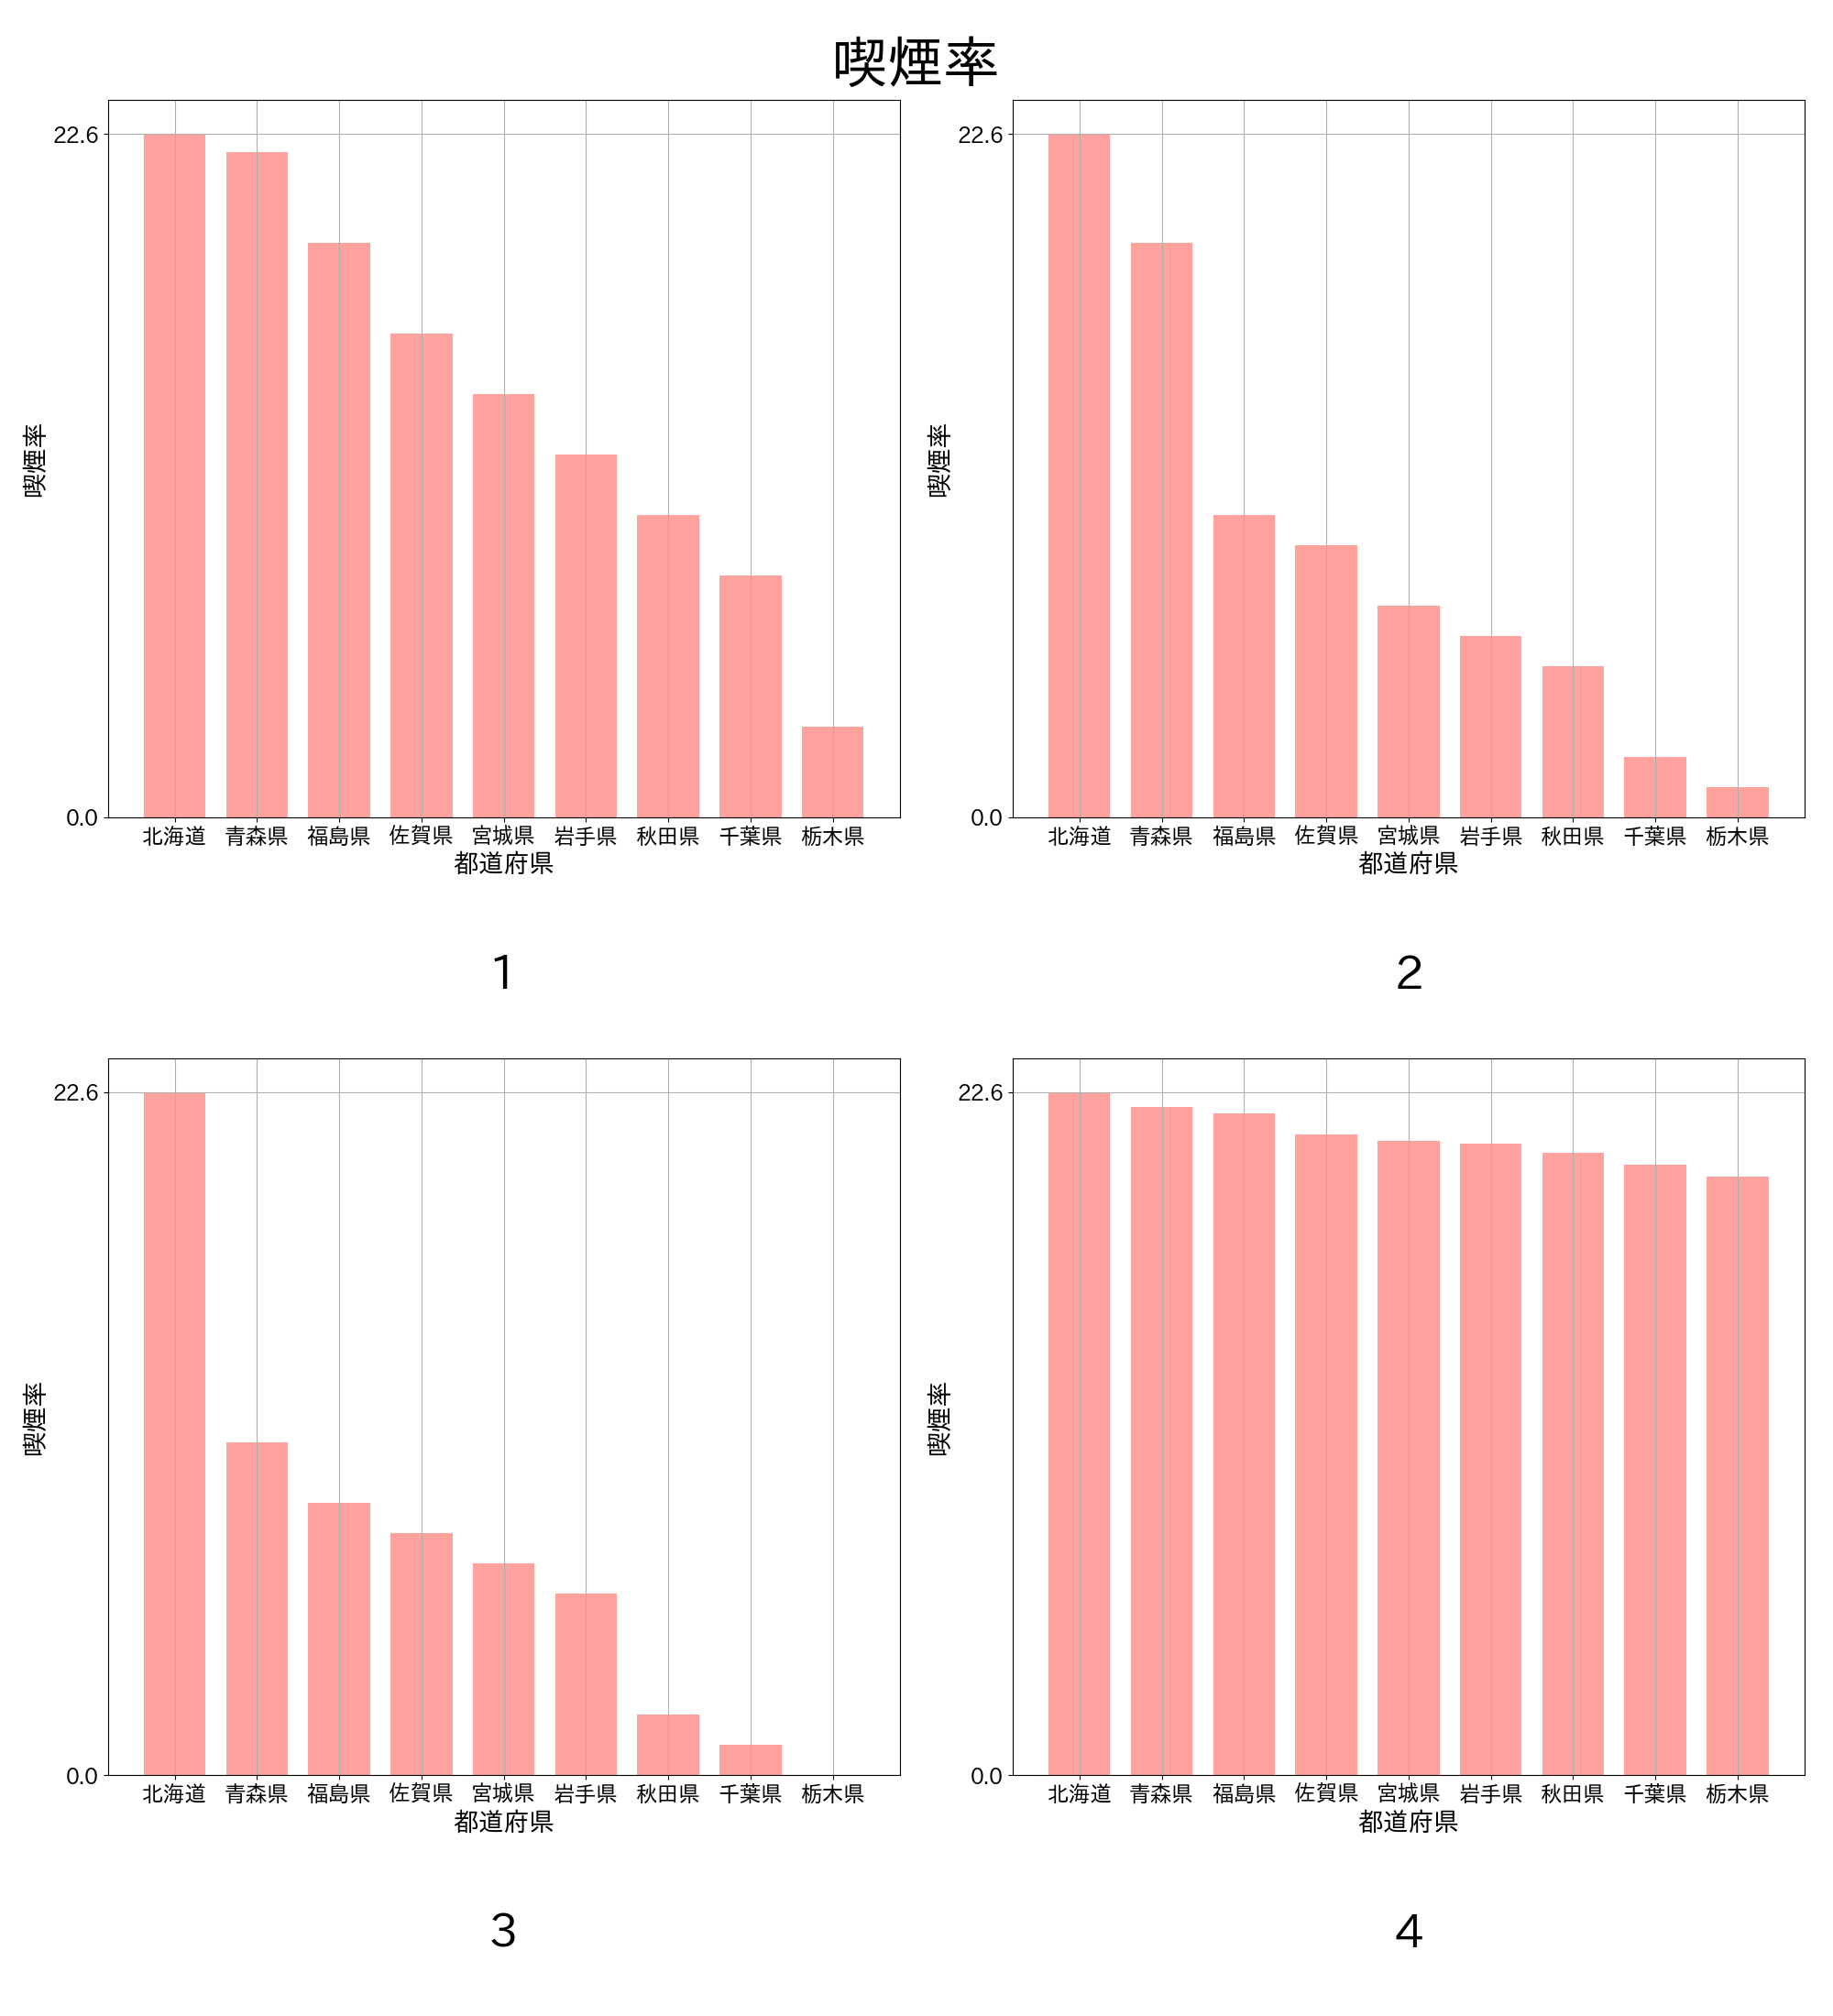 喫煙率
22.6
0.0
喫煙率
北海道 青森県 福島県 佐賀県 宮城県 岩手県 秋田県 千葉県 栃木県
都道府県
1
22.6
0.0
喫煙率
北海道 青森県 福島県 佐賀県 宮城県 岩手県 秋田県 千葉県 栃木県
都道府県
2
22.6
0.0
喫煙率
北海道 青森県 福島県 佐賀県 宮城県 岩手県 秋田県 千葉県 栃木県
都道府県
3
22.6
0.0
喫煙率
北海道 青森県 福島県 佐賀県 宮城県 岩手県 秋田県 千葉県 栃木県
都道府県
4